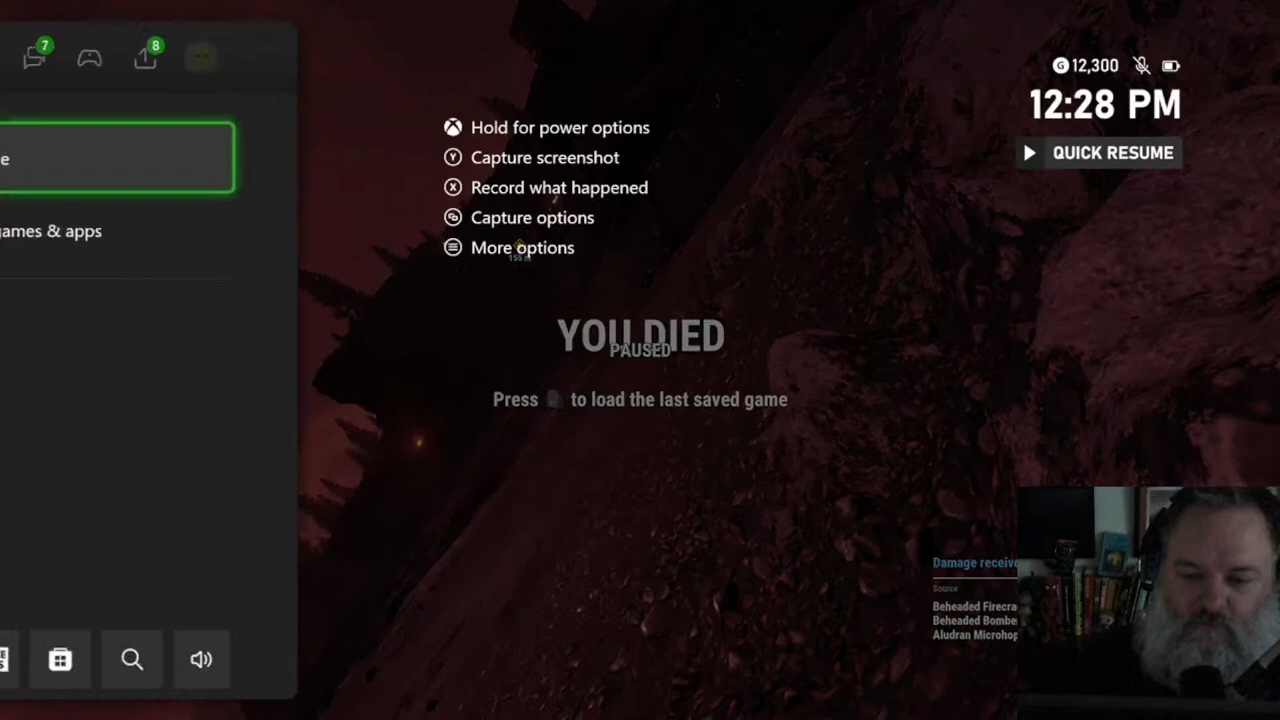 7
8
G 12,300
12:28 PM
QUICK RESUME
Hold for power options
Y Capture screenshot
X Record what happened
Capture options
More options
e
games & apps
YOU DIED
PAUSED
Press to load the last saved game
Damage receive
Source
Beheaded Firecra
Beheaded Bombe
Aludran Microhop